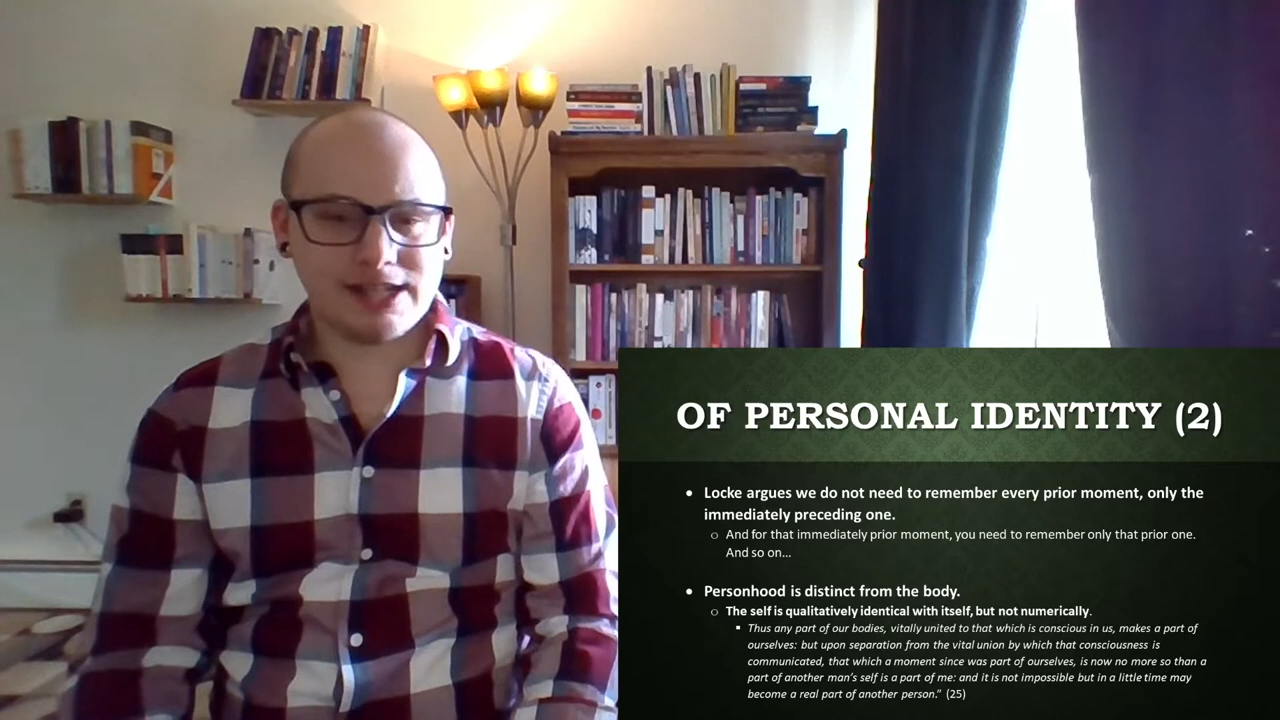 OF PERSONAL IDENTITY (2)
• Locke argues we do not need to remember every prior moment, only the
immediately preceding one.
o And for that immediately prior moment, you need to remember only that prior one.
And so on...
• Personhood is distinct from the body.
o The self is qualitatively identical with itself, but not numerically.
▪ Thus any part of our bodies, vitally united to that which is conscious in us, makes a part of
ourselves: but upon separation from the vital union by which that consciousness is
communicated, that which a moment since was part of ourselves, is now no more so than a
part of another man's self is a part of me: and it is not impossible but in a little time may
become a real part of another person." (25)